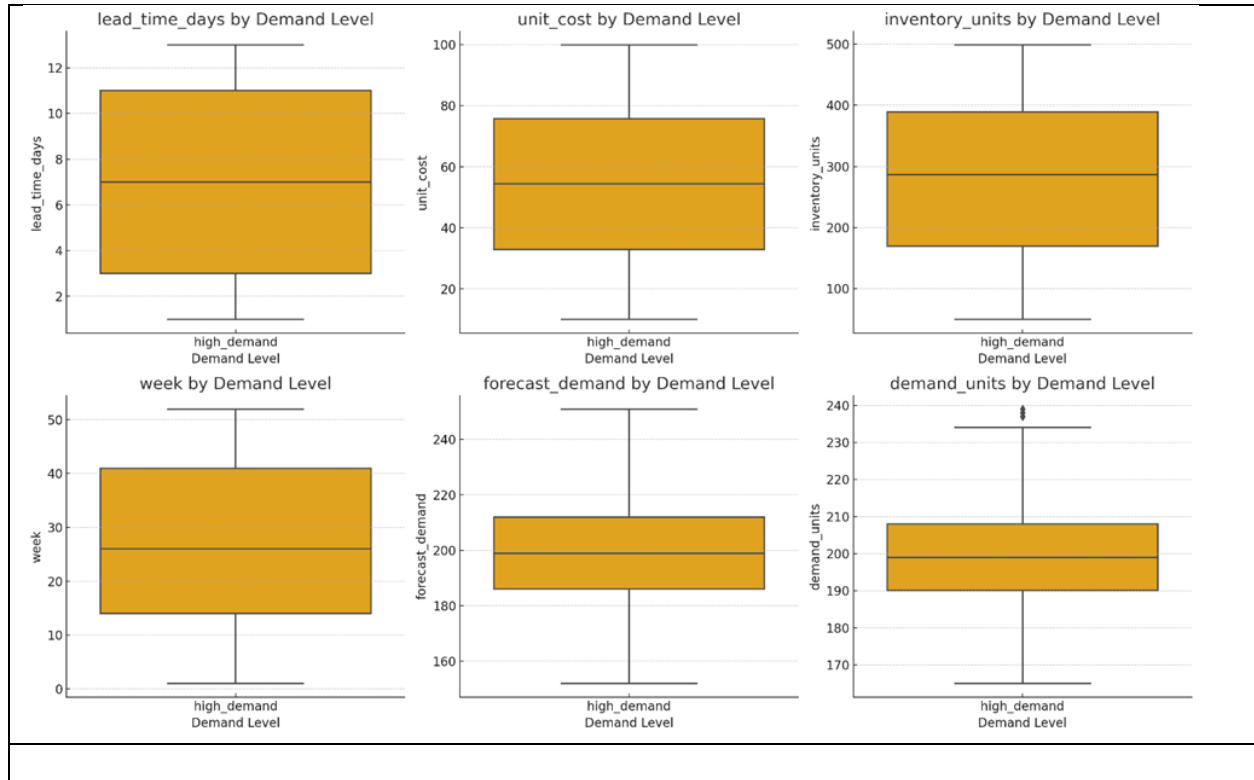 lead_time_days by Demand Level
lead_time_days
12
10
8
6
4
2
high_demand
Demand Level
unit_cost by Demand Level
unit_cost
100
80
60
40
20
high_demand
Demand Level
inventory_units by Demand Level
inventory_units
500
400
300
200
100
high_demand
Demand Level
week by Demand Level
week
50
40
30
20
10
0
high_demand
Demand Level
forecast_demand by Demand Level
forecast_demand
240
220
200
180
160
high_demand
Demand Level
demand_units by Demand Level
demand_units
240
230
220
210
200
190
180
170
high_demand
Demand Level